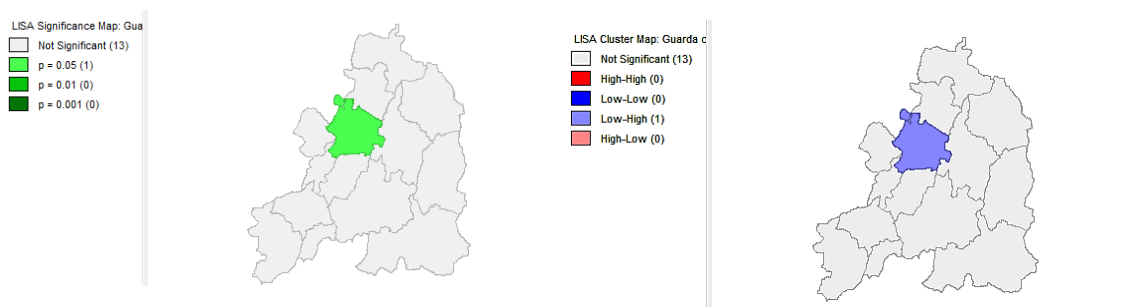 LISA Significance Map: Gua
Not Significant (13)
p = 0.05 (1)
p = 0.01 (0)
p = 0.001 (0)
LISA Cluster Map: Guarda c
Not Significant (13)
High-High (0)
Low-Low (0)
Low-High (1)
High-Low (0)